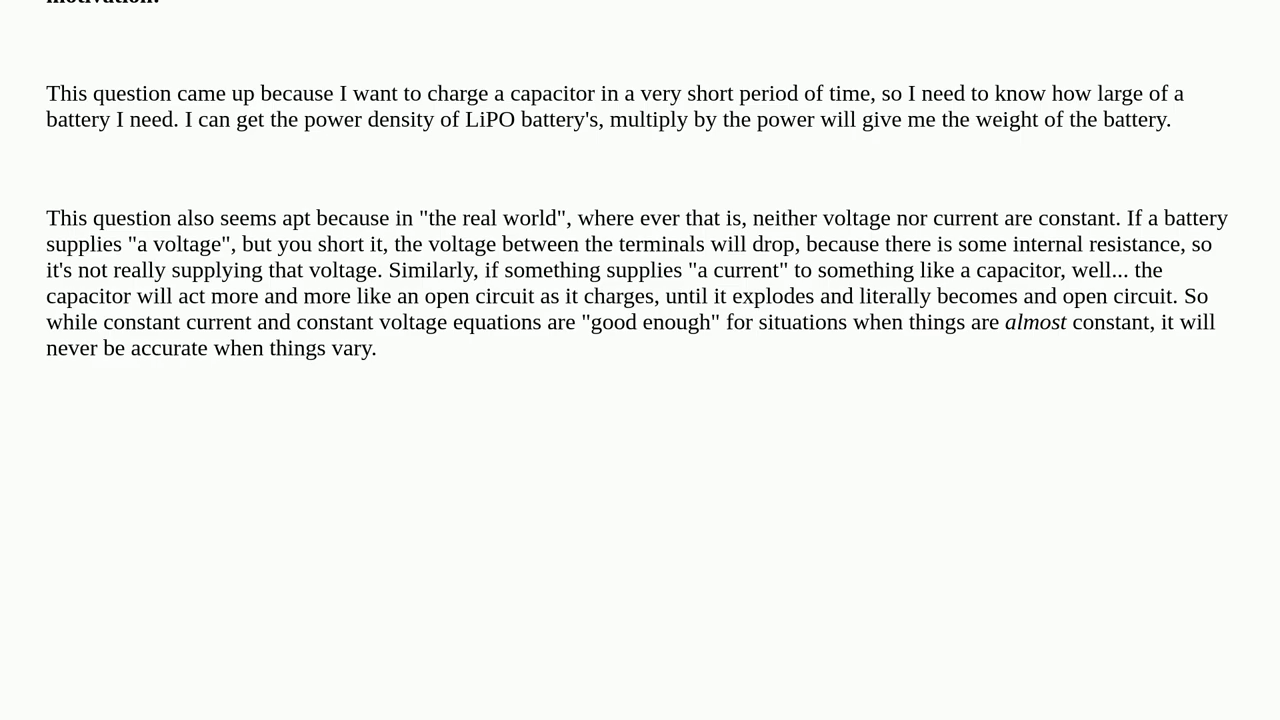 motivation:
This question came up because I want to charge a capacitor in a very short period of time, so I need to know how large of a
battery I need. I can get the power density of LiPO battery's, multiply by the power will give me the weight of the battery.
This question also seems apt because in "the real world", where ever that is, neither voltage nor current are constant. If a battery
supplies "a voltage", but you short it, the voltage between the terminals will drop, because there is some internal resistance, so
it's not really supplying that voltage. Similarly, if something supplies "a current" to something like a capacitor, well... the
capacitor will act more and more like an open circuit as it charges, until it explodes and literally becomes and open circuit. So
while constant current and constant voltage equations are "good enough" for situations when things are almost constant, it will
never be accurate when things vary.